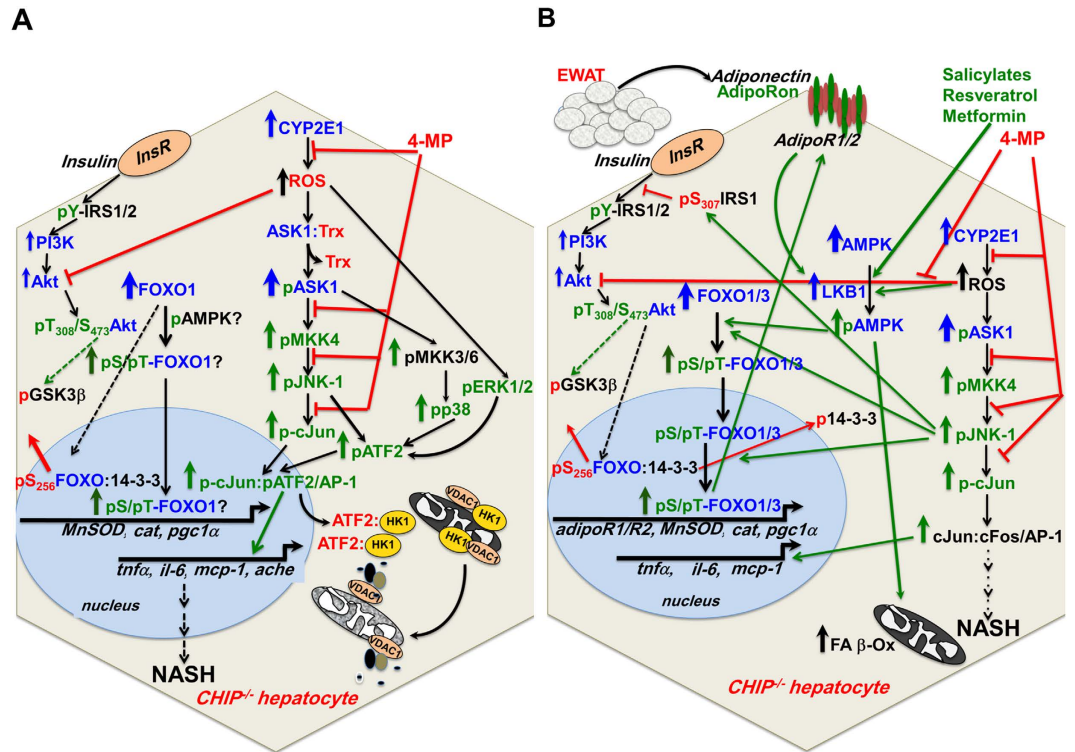 A
CYP2E1
4-MP
InsR
Insulin
ROS
pY-IRS1/2
ASK1:Trx
PI3K
Trx
Akt
FOXO1
pASK1
pAMPK?
pT308/S473Akt
pMKK4
pMKK3/6
pS/pT-FOXO1?
pJNK-1
pERK1/2
pGSK3β
pp38
p-cJun
pATF2
pS256FOXO:14-3-3
p-cJun:pATF2/AP-1
pS/pT-FOXO1?
MnSOD, cat, pgc1α
ATF2:HK1
ATF2:HK1
VDAC1
HK1
HK1
VDAC1
tnfα, il-6, mcp-1, ache
nucleus
VDAC1
VDAC1
NASH
CHIP-/- hepatocyte
B
EWAT
Adiponectin
AdipoRon
Salicylates
Resveratrol
Metformin
4-MP
AdipoR1/2
InsR
Insulin
pS307IRS1
pY-IRS1/2
PI3K
AMPK
CYP2E1
Akt
LKB1
ROS
FOXO1/3
pT308/S473Akt
pAMPK
pASK1
pS/pT-FOXO1/3
pGSK3β
pMKK4
p14-3-3
pS/pT-FOXO1/3
pJNK-1
pS256FOXO:14-3-3
p-cJun
pS/pT-FOXO1/3
adipoR1/R2, MnSOD, cat, pgc1α
cJun:cFos/AP-1
tnfα, il-6, mcp-1
nucleus
NASH
FA β-Ox
CHIP-/- hepatocyte